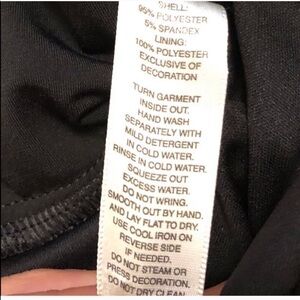 SHELL:
95% POLYESTER
5% SPANDEX
LINING:
100% POLYESTER
EXCLUSIVE OF
DECORATION
TURN GARMENT
INSIDE OUT.
HAND WASH
SEPARATELY WITH
MILD DETERGENT
IN COLD WATER.
RINSE IN COLD WATER.
SQUEEZE OUT
EXCESS WATER.
DO NOT WRING.
SMOOTH OUT BY HAND.
AND LAY FLAT TO DRY.
USE COOL IRON ON
REVERSE SIDE
IF NEEDED.
DO NOT STEAM OR
PRESS DECORATION.
DO NOT DRY CLEAN